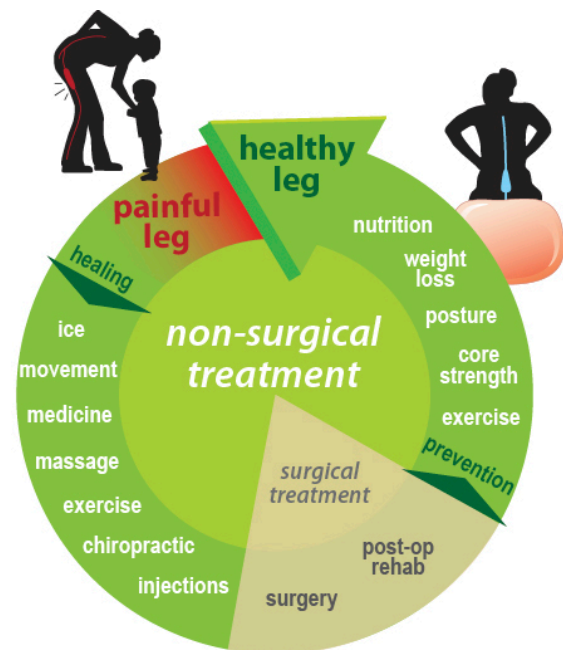 healthy
leg
painful
leg
healing
ice
movement
medicine
massage
exercise
chiropractic
injections
non-surgical
treatment
nutrition
weight
loss
posture
core
strength
exercise
prevention
surgical
treatment
post-op
rehab
surgery